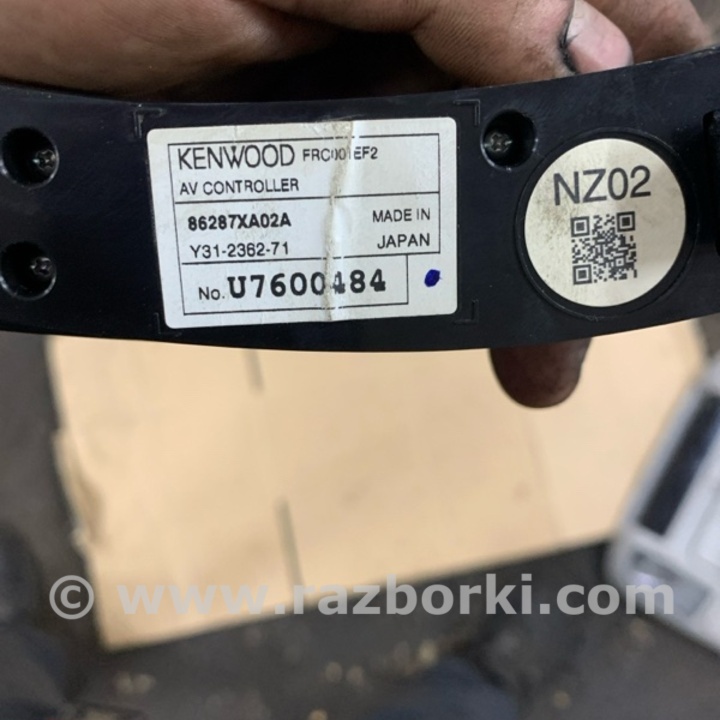 KENWOOD FRC001EF2
AV CONTROLLER
86287XA02A MADE IN
Y31-2362-71 JAPAN
No. U7600484
NZ02
© www.razborki.com